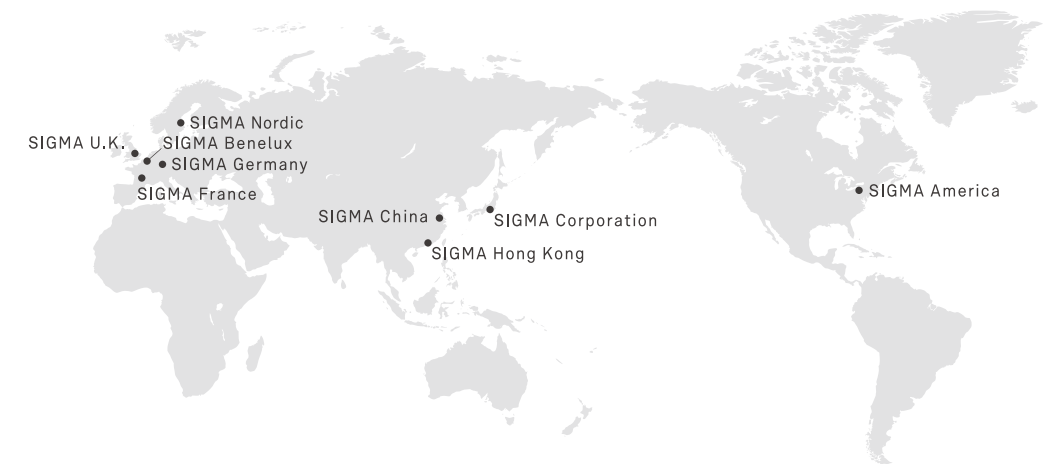 SIGMA Nordic
SIGMA U.K.
SIGMA Benelux
SIGMA Germany
SIGMA France
SIGMA America
SIGMA China
SIGMA Corporation
SIGMA Hong Kong